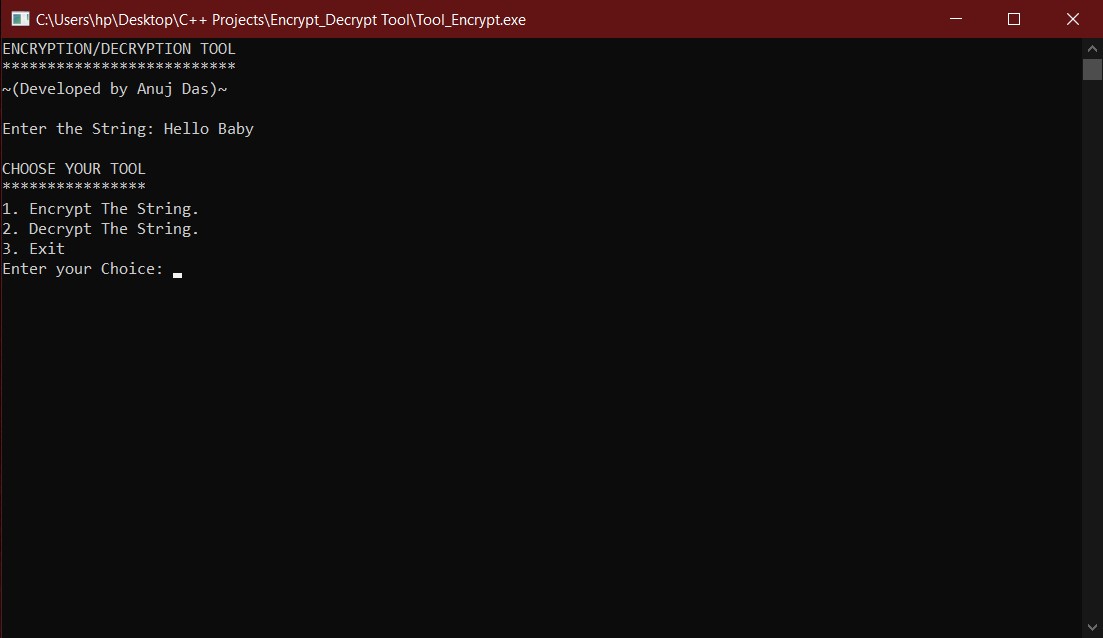 C:\Users\hp\Desktop\C++ Projects\Encrypt_Decrypt Tool\Tool_Encrypt.exe
ENCRYPTION/DECRYPTION TOOL
**************************
~(Developed by Anuj Das)~
Enter the String: Hello Baby
CHOOSE YOUR TOOL
****************
1. Encrypt The String.
2. Decrypt The String.
3. Exit
Enter your Choice: